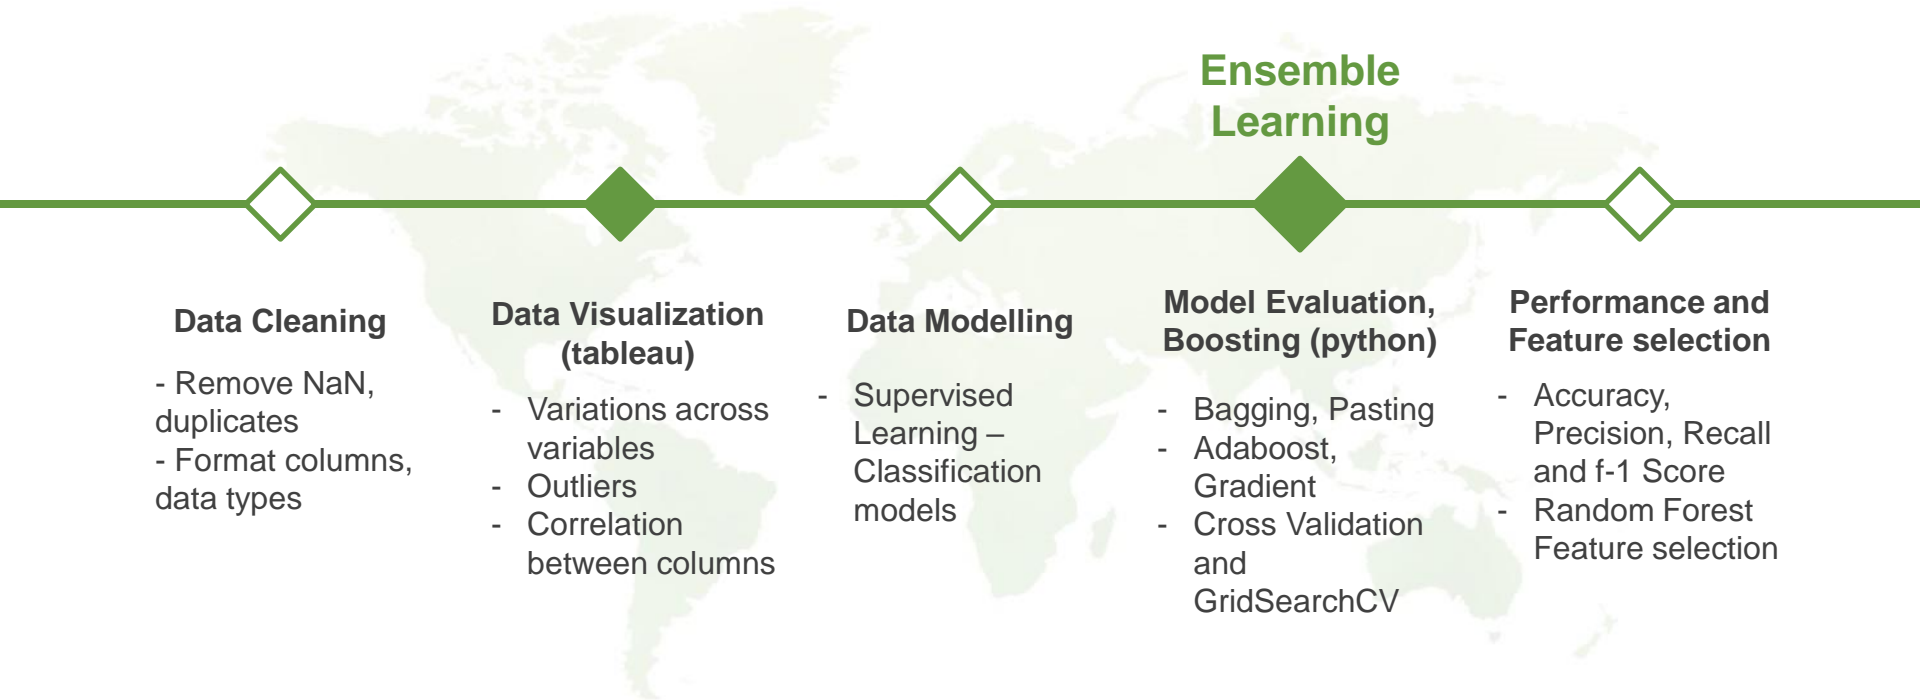 Ensemble
Learning
Data Cleaning
- Remove NaN,
duplicates
- Format columns,
data types
Data Visualization
(tableau)
- Variations across
variables
- Outliers
- Correlation
between columns
Data Modelling
- Supervised
Learning –
Classification
models
Model Evaluation,
Boosting (python)
- Bagging, Pasting
- Adaboost,
Gradient
- Cross Validation
and
GridSearchCV
Performance and
Feature selection
- Accuracy,
Precision, Recall
and f-1 Score
- Random Forest
Feature selection